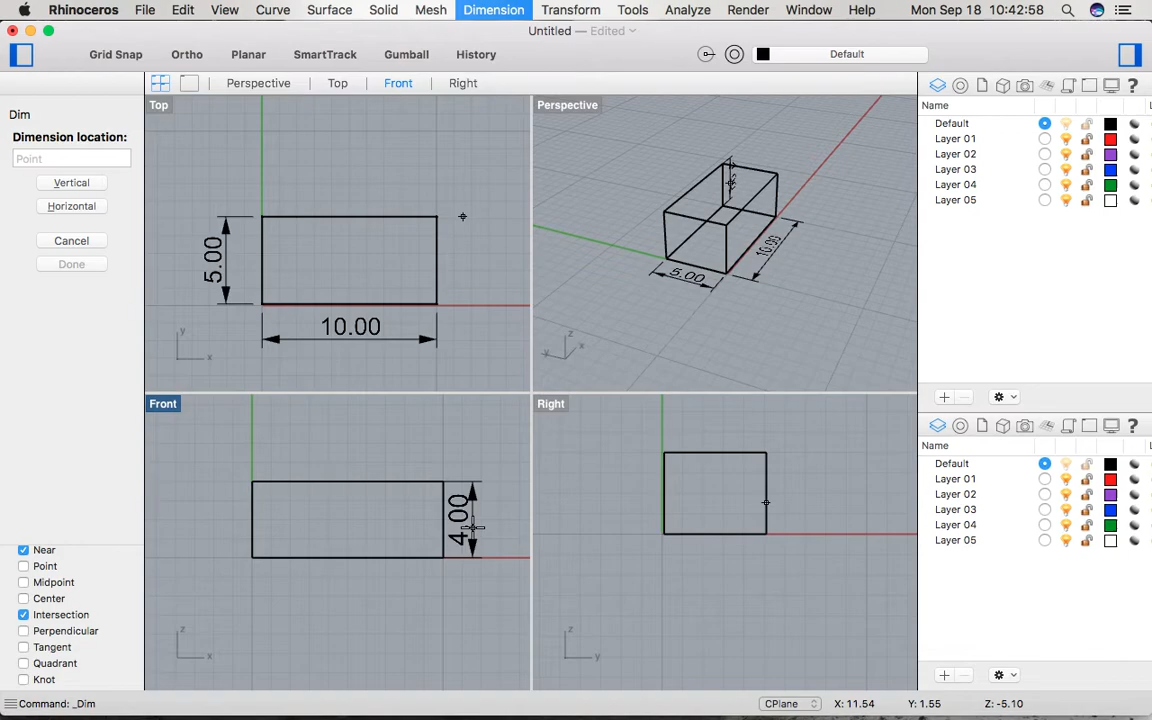 Rhinoceros File Edit View Curve Surface Solid Mesh Dimension Transform Tools Analyze Render Window Help Mon Sep 18 10:42:58
Untitled — Edited
Grid Snap Ortho Planar SmartTrack Gumball History Default
Perspective Top Front Right
Dim
Dimension location:
Point
Vertical
Horizontal
Cancel
Done
Near
Point
Midpoint
Center
Intersection
Perpendicular
Tangent
Quadrant
Knot
Top
5.00
10.00
y
x
Perspective
5.00
10.00
z
y
x
Front
4.00
z
x
Right
z
y
Name L
Default
Layer 01
Layer 02
Layer 03
Layer 04
Layer 05
Name L
Default
Layer 01
Layer 02
Layer 03
Layer 04
Layer 05
Command: _Dim CPlane X: 11.54 Y: 1.55 Z: -5.10